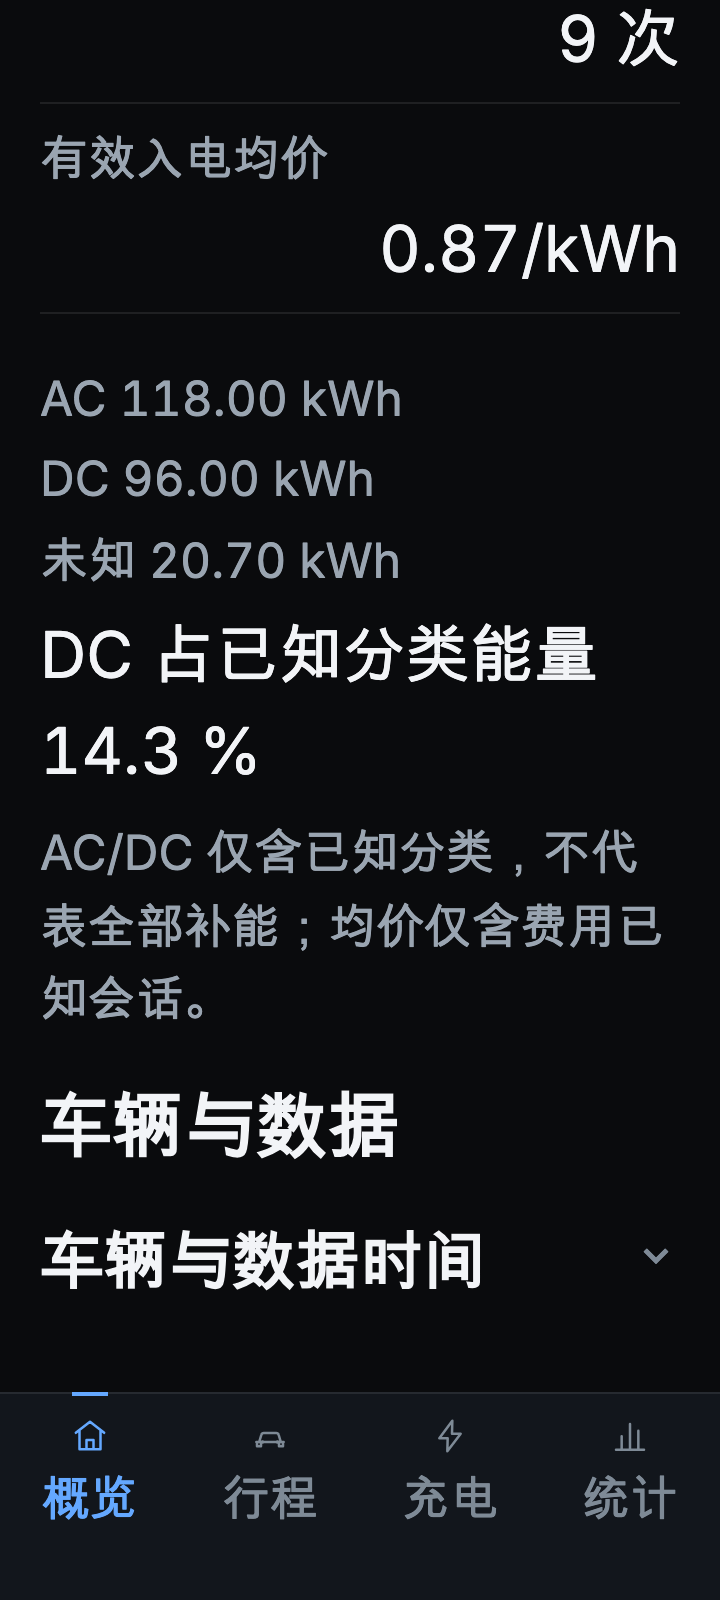 9 次
有效入电均价
0.87/kWh
AC 118.00 kWh
DC 96.00 kWh
未知 20.70 kWh
DC 占已知分类能量
14.3 %
AC/DC 仅含已知分类，不代
表全部补能；均价仅含费用已
知会话。
车辆与数据
车辆与数据时间
概览
行程
充电
统计